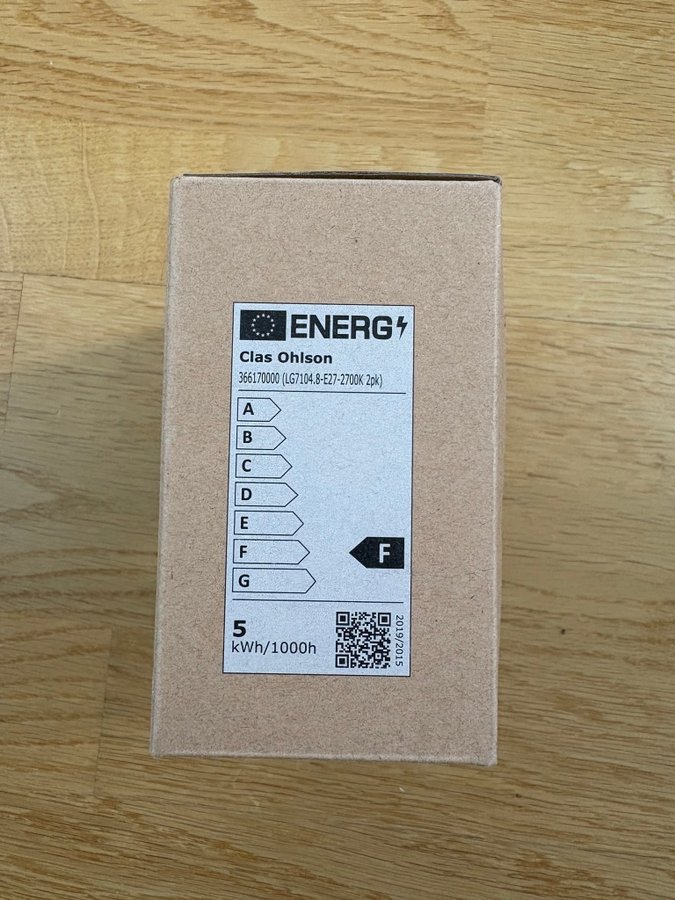 ENERG
Clas Ohlson
366170000 (LG7104.8-E27-2700K 2pk)
A
B
C
D
E
F
F
G
5
kWh/1000h
2019/2015